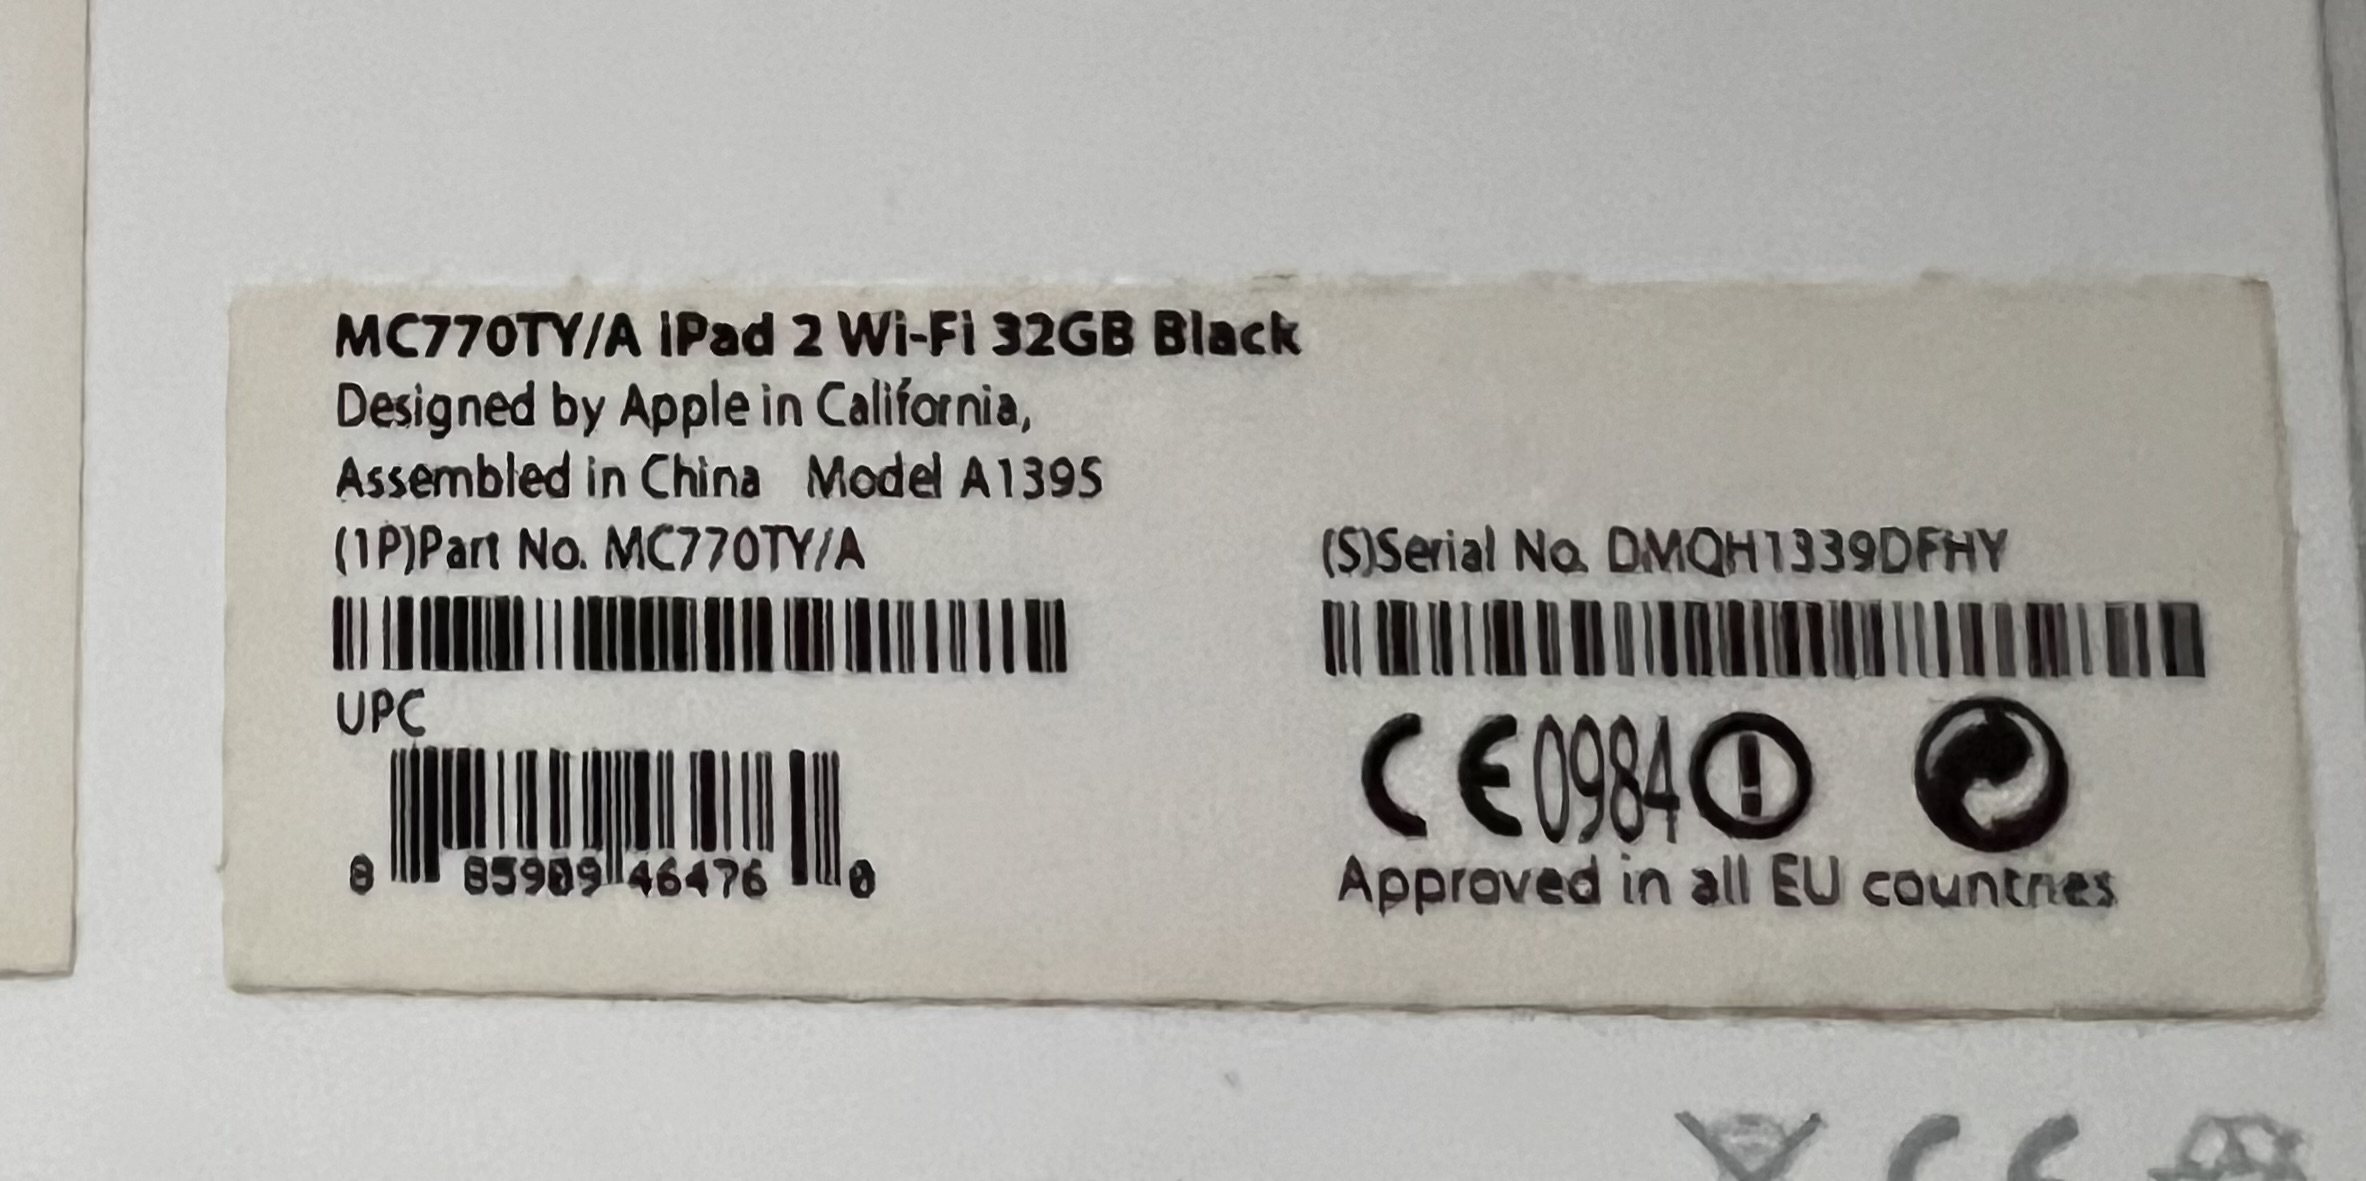 MC770TY/A iPad 2 Wi-Fi 32GB Black
Designed by Apple in California,
Assembled in China Model A1395
(1P)Part No. MC770TY/A
(S)Serial No. DMQH1339DFHY
UPC
8 85909 46476 0
CE0984
Approved in all EU countries
CE